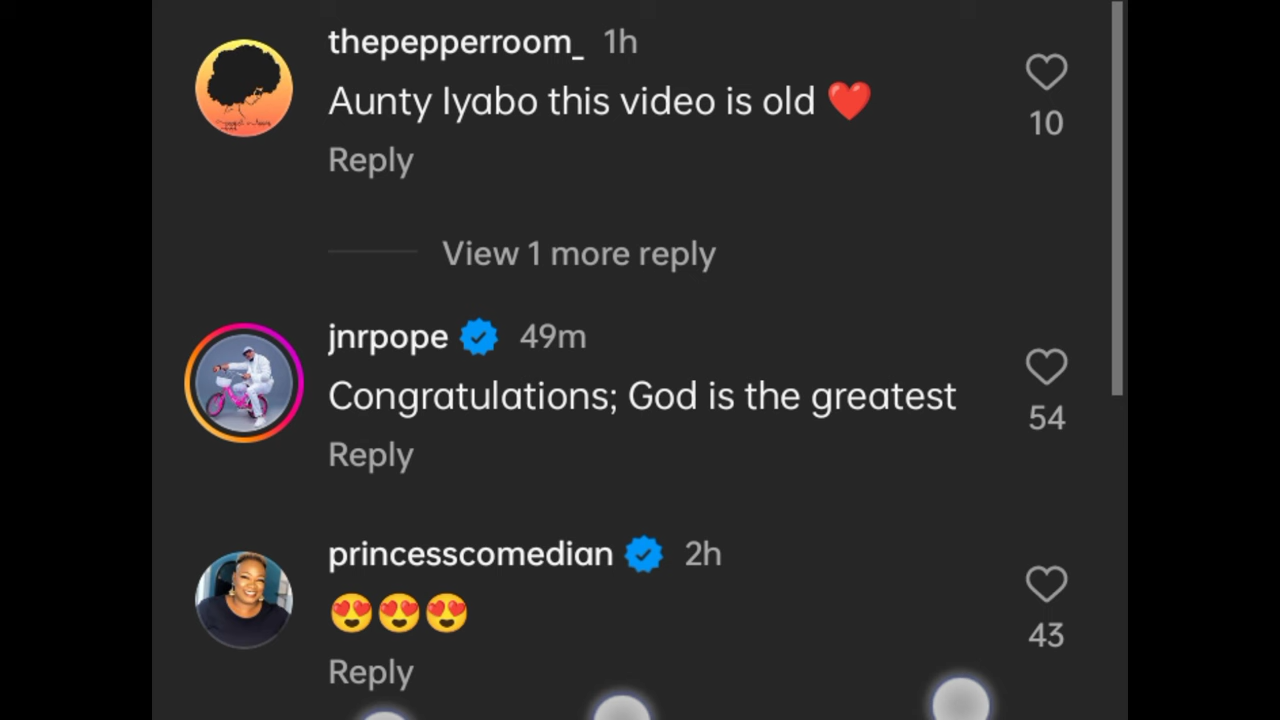 thepepperroom_ 1h
Aunty Iyabo this video is old ❤️
10
Reply
View 1 more reply
jnrpope 49m
Congratulations; God is the greatest
54
Reply
princesscomedian 2h
😍😍😍
43
Reply